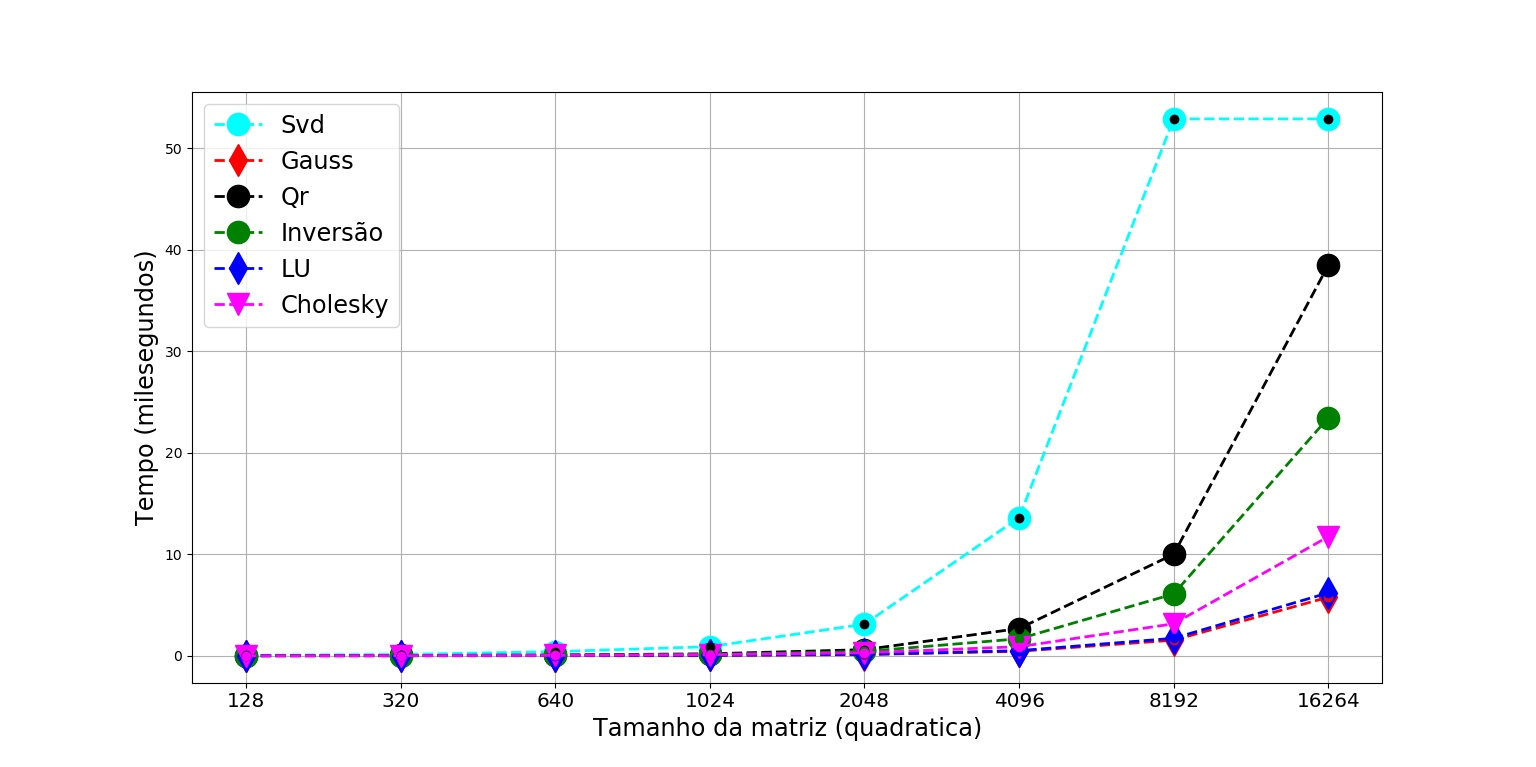 Svd
Gauss
Qr
Inversão
LU
Cholesky
50
40
30
20
10
0
Tempo (milesegundos)
128 320 640 1024 2048 4096 8192 16264
Tamanho da matriz (quadratica)